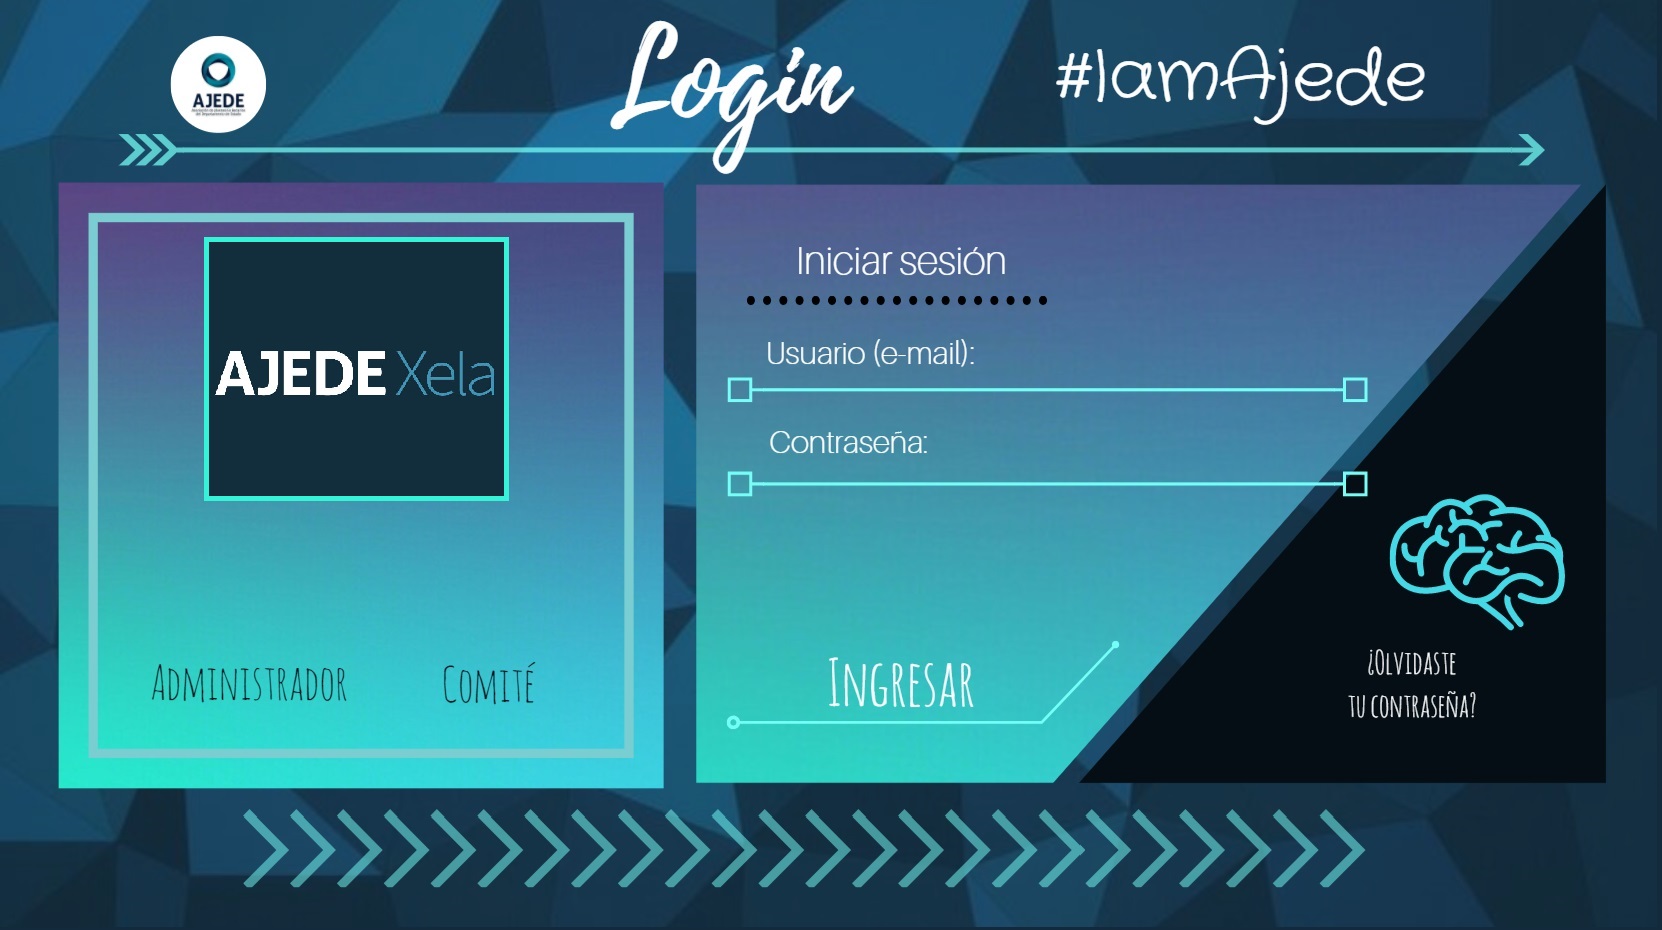 AJEDE
Login
#IamAjede
AJEDE Xela
Administrador
Comité
Iniciar sesión
Usuario (e-mail):
Contraseña:
Ingresar
¿Olvidaste
tu contraseña?